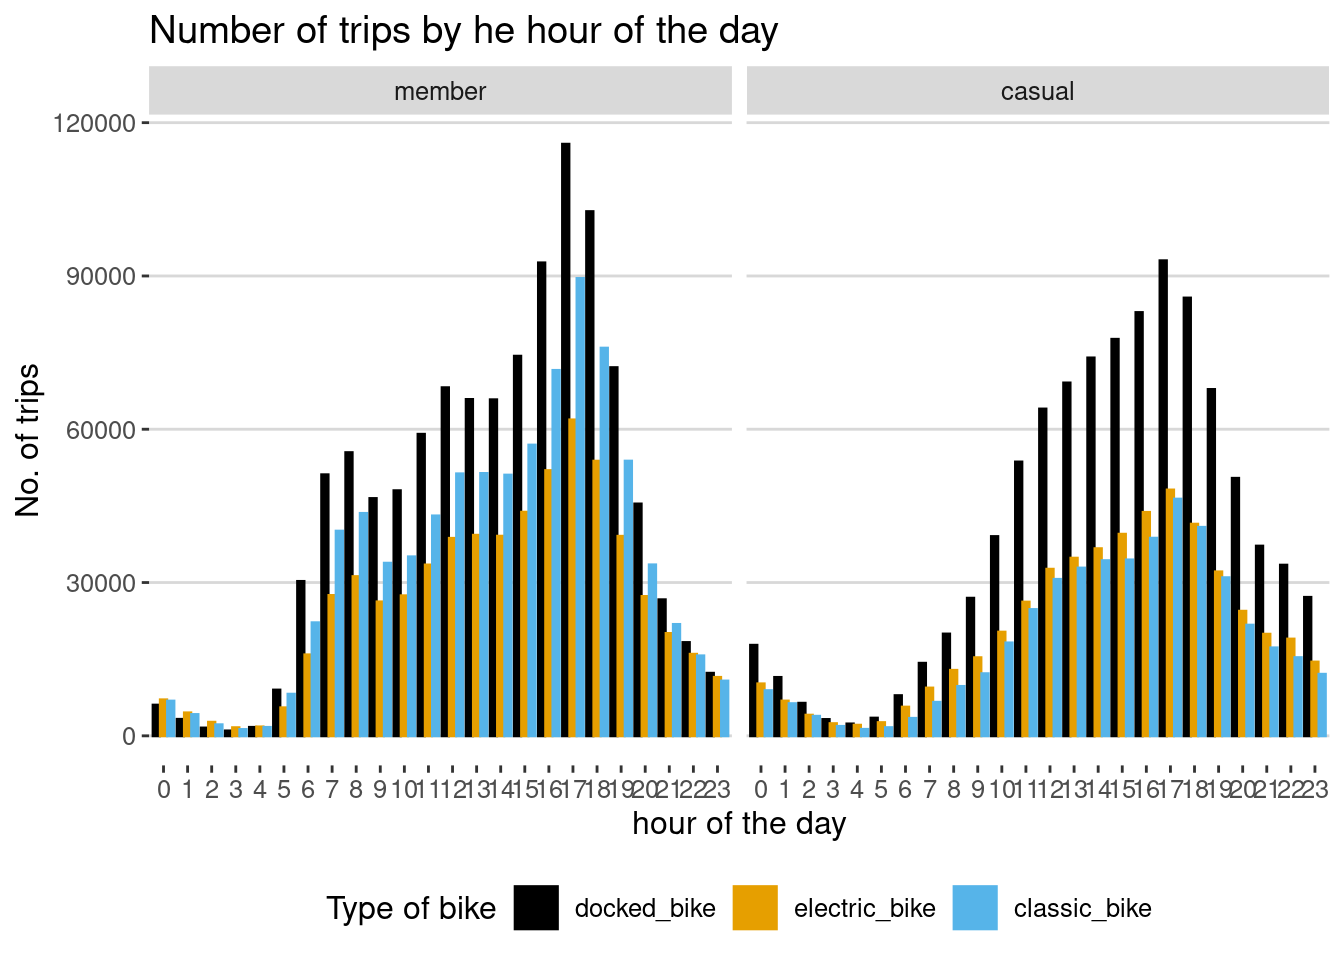 Number of trips by he hour of the day
member casual
120000
90000
60000
30000
0
No. of trips
0 1 2 3 4 5 6 7 8 9 10 11 12 13 14 15 16 17 18 19 20 21 22 23 0 1 2 3 4 5 6 7 8 9 10 11 12 13 14 15 16 17 18 19 20 21 22 23
hour of the day
Type of bike docked_bike electric_bike classic_bike